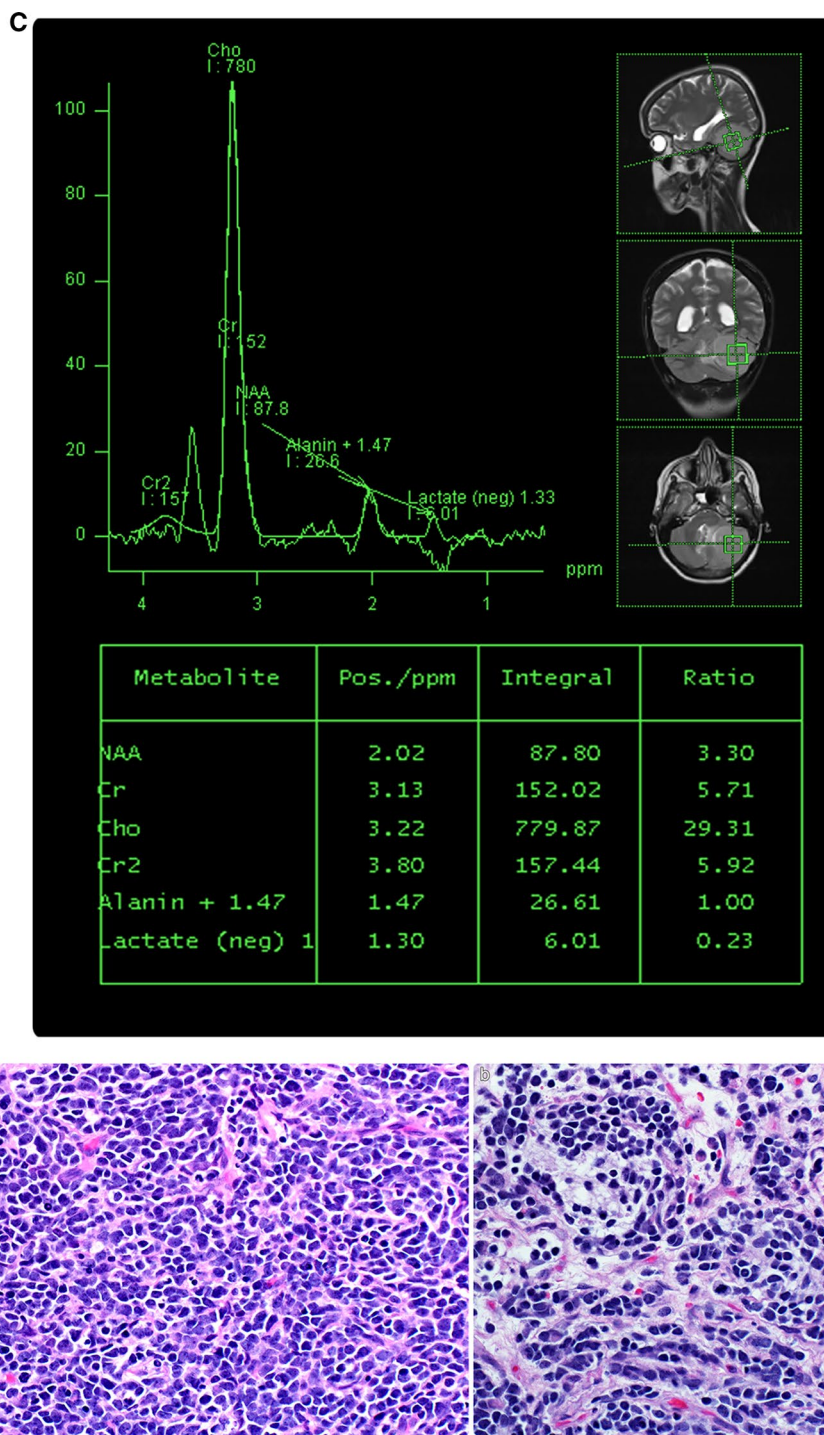 C
Cho
I : 780
100
80
60
40
20
0
Cr
I : 152
NAA
I : 87.8
Alanin + 1.47
I : 26.6
Lactate (neg) 1.33
I : 6.01
Cr2
I : 157
4
3
2
1
ppm
Metabolite Pos./ppm Integral Ratio
NAA 2.02 87.80 3.30
Cr 3.13 152.02 5.71
Cho 3.22 779.87 29.31
Cr2 3.80 157.44 5.92
Alanin + 1.47 1.47 26.61 1.00
Lactate (neg) 1 1.30 6.01 0.23
b